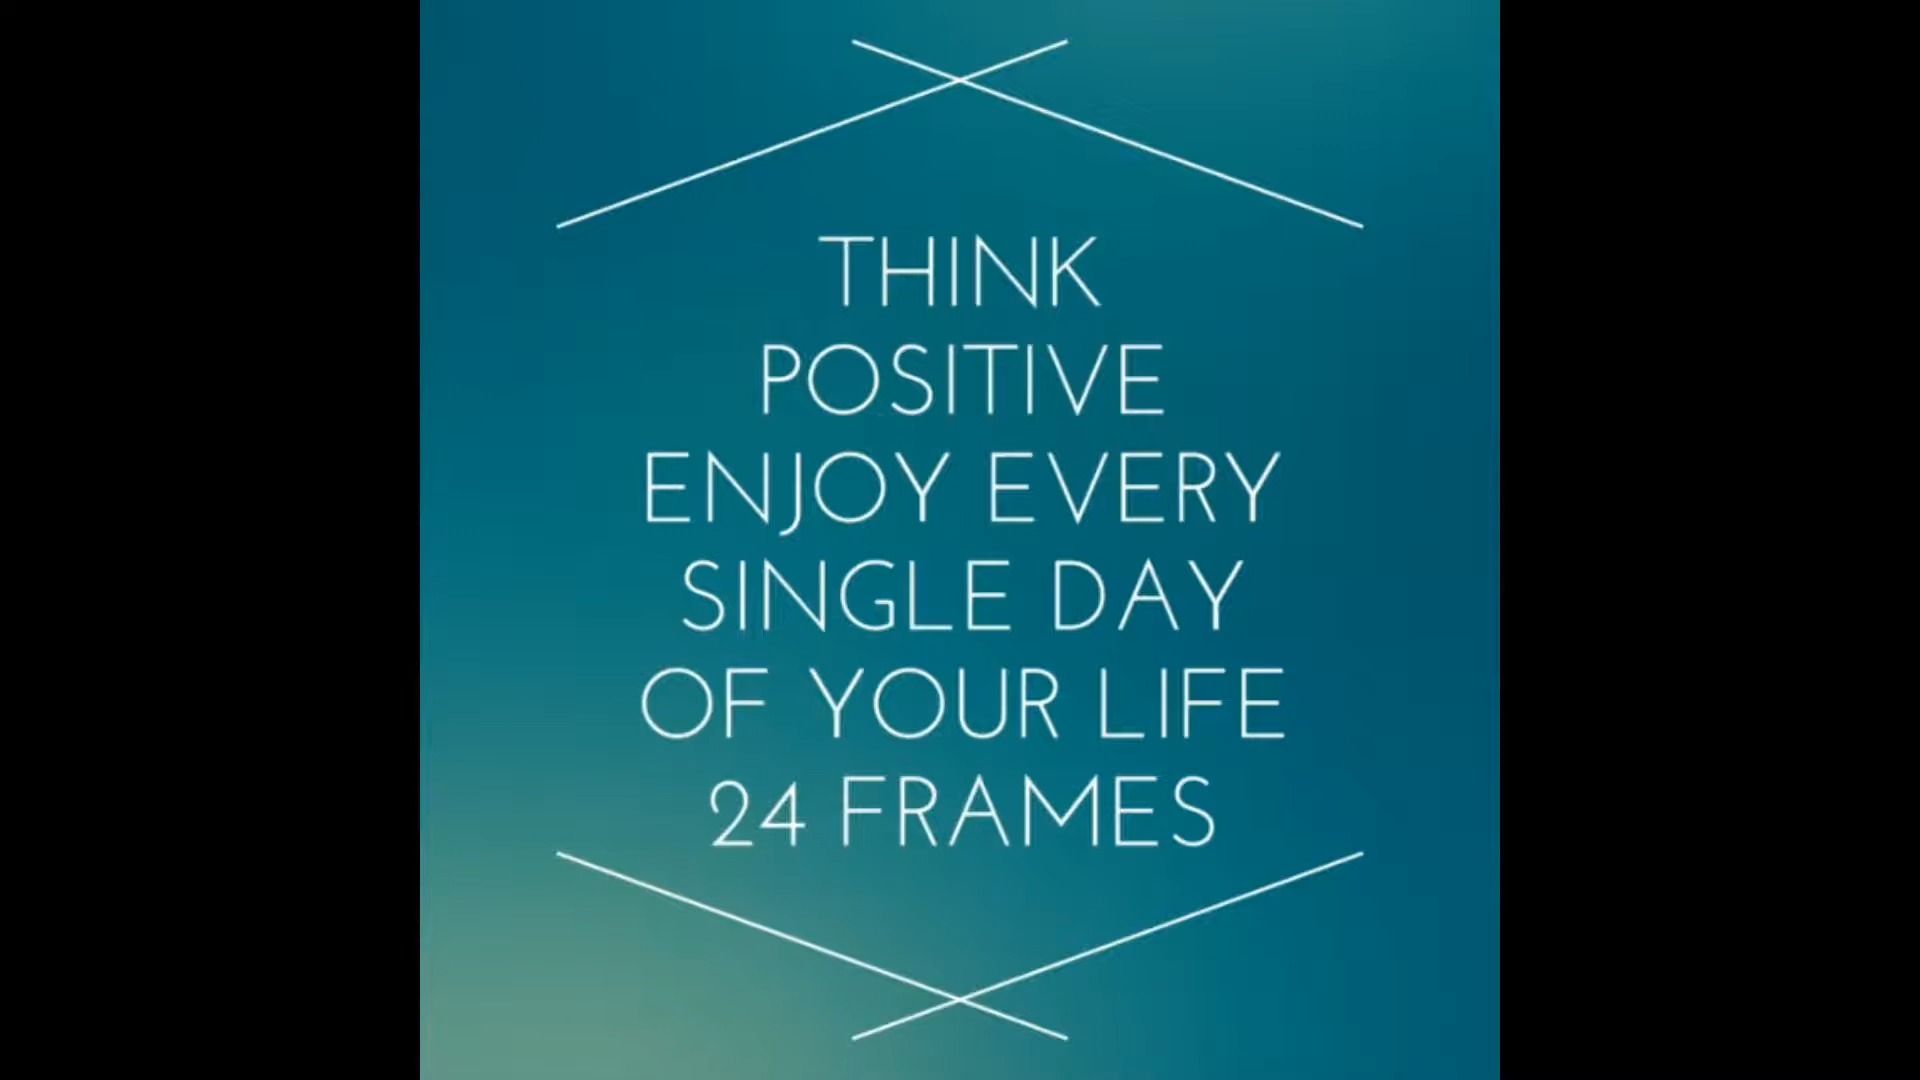 THINK
POSITIVE
ENJOY EVERY
SINGLE DAY
OF YOUR LIFE
24 FRAMES